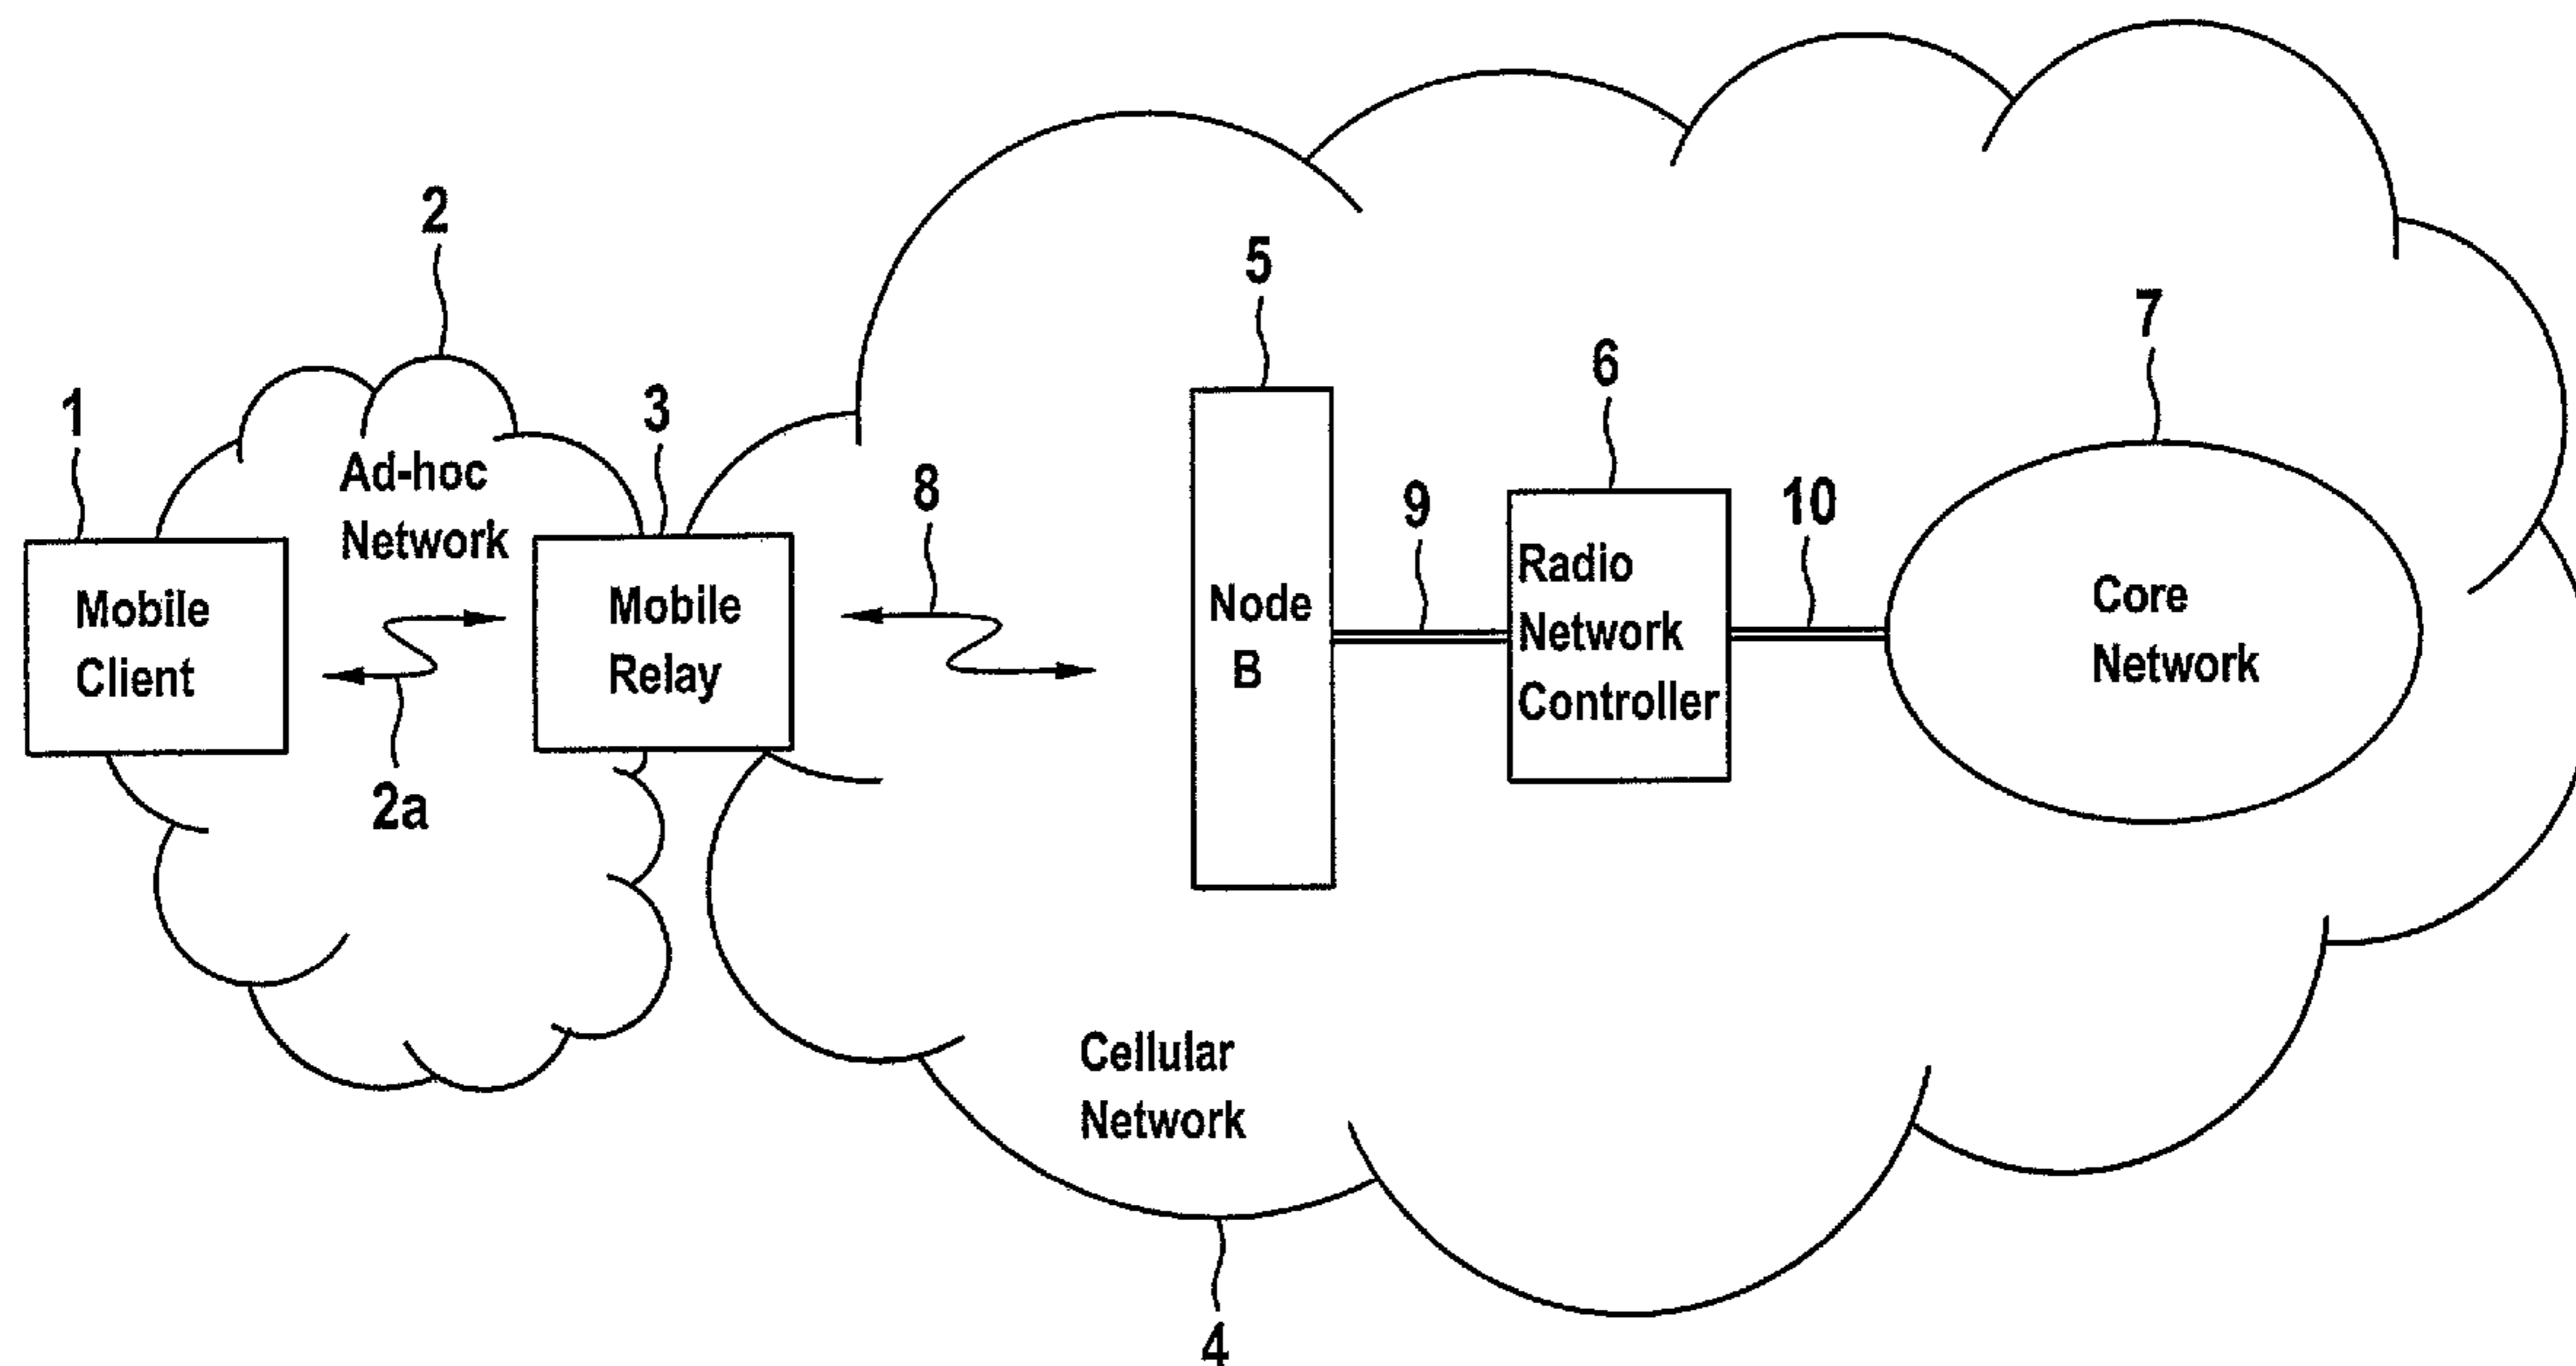 2
5
7
6
1
3
Ad-hoc
Network
8
9
10
Mobile
Client
Mobile
Relay
Node
B
Radio
Network
Controller
Core
Network
2a
Cellular
Network
4